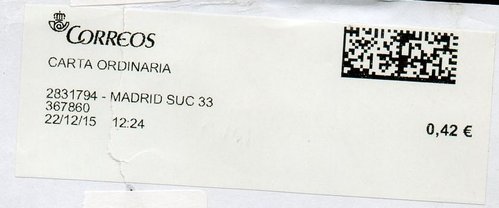 CORREOS
CARTA ORDINARIA
2831794 - MADRID SUC 33
367860
22/12/15 12:24
0,42 €